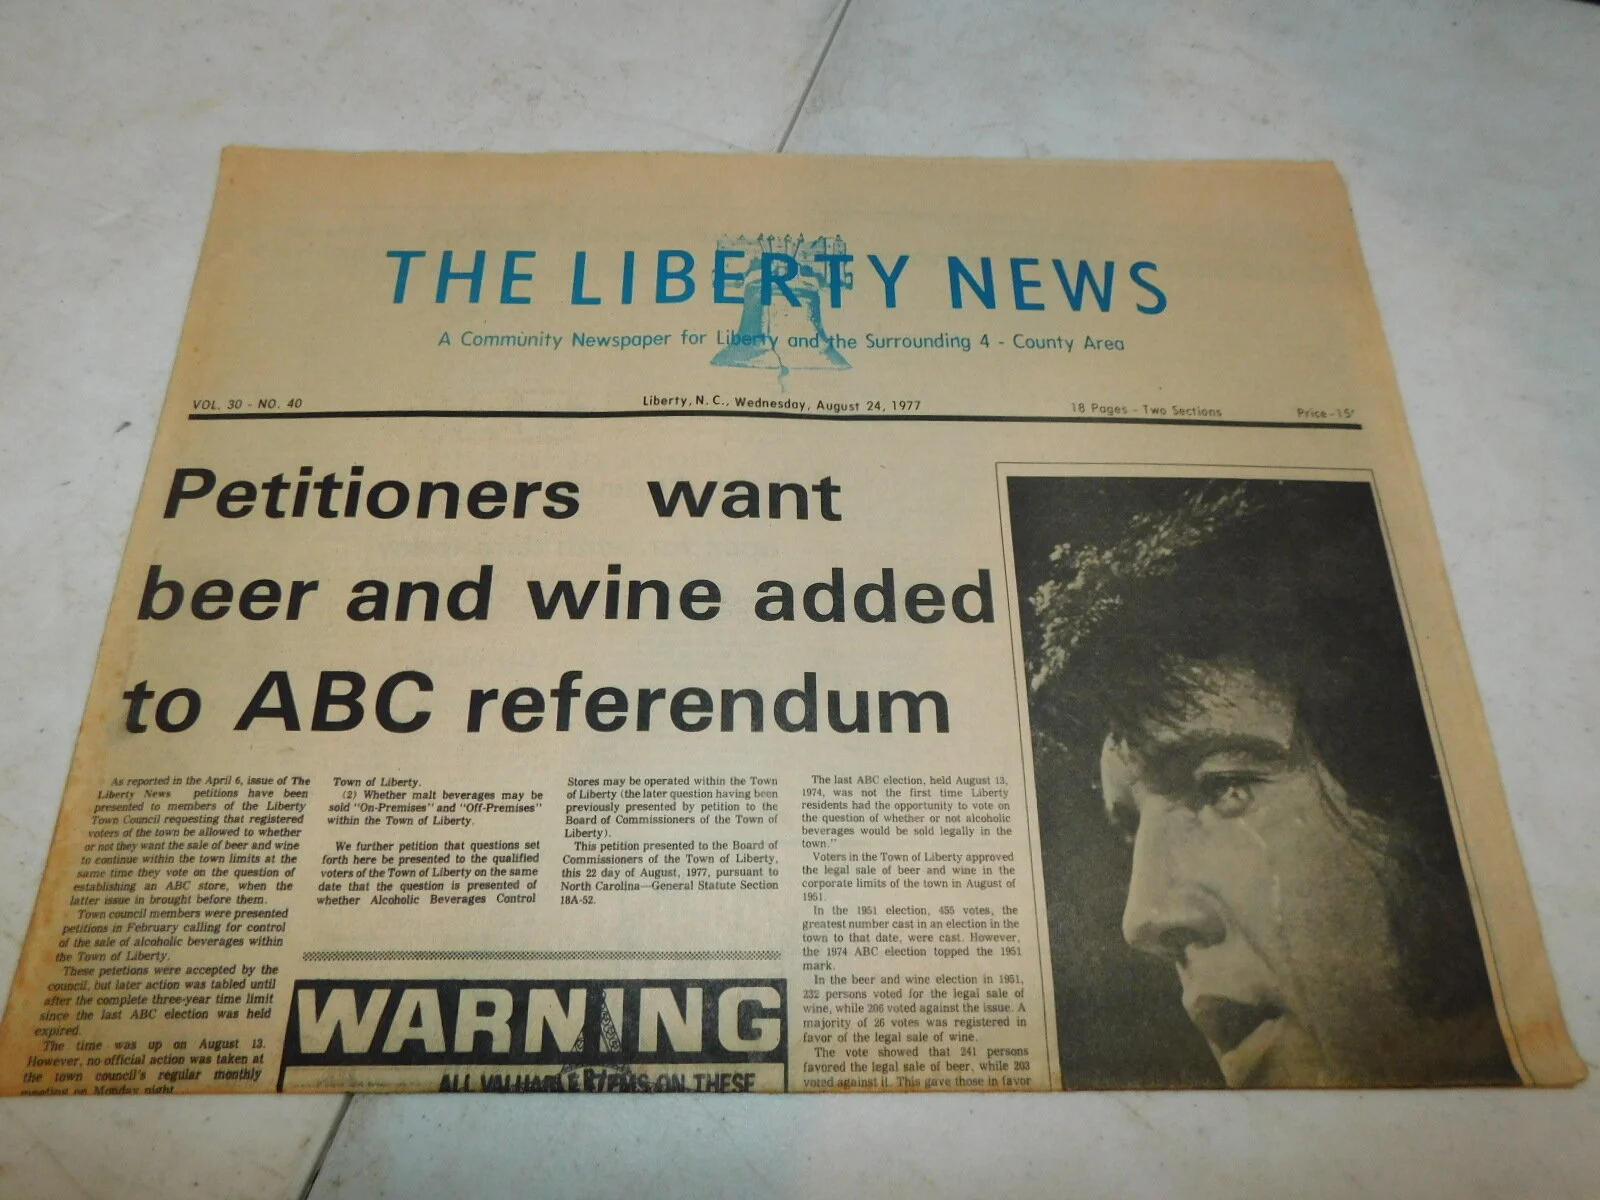 THE LIBERTY NEWS
A Community Newspaper for Liberty and the Surrounding 4 - County Area
VOL. 30 - NO. 40
Liberty, N. C., Wednesday, August 24, 1977
18 Pages - Two Sections
Price - 15¢
Petitioners want
beer and wine added
to ABC referendum
As reported in the April 6, issue of The
Liberty News petitions have been
presented to members of the Liberty
Town Council requesting that registered
voters of the town be allowed to whether
or not they want the sale of beer and wine
to continue within the town limits at the
same time they vote on the question of
establishing an ABC store, when the
latter issue in brought before them.
Town council members were presented
petitions in February calling for control
of the sale of alcoholic beverages within
the Town of Liberty.
These petetions were accepted by the
council, but later action was tabled until
after the complete three-year time limit
since the last ABC election was held
expired.
The time was up on August 13.
However, no official action was taken at
the town council's regular monthly
meeting on Monday night
Town of Liberty.
(2) Whether malt beverages may be
sold "On-Premises" and "Off-Premises"
within the Town of Liberty.
We further petition that questions set
forth here be presented to the qualified
voters of the Town of Liberty on the same
date that the question is presented of
whether Alcoholic Beverages Control
Stores may be operated within the Town
of Liberty (the later question having been
previously presented by petition to the
Board of Commissioners of the Town of
Liberty).
This petition presented to the Board of
Commissioners of the Town of Liberty,
this 22 day of August, 1977, pursuant to
North Carolina—General Statute Section
18A-52.
WARNING
ALL VALUABLE ITEMS ON THESE
The last ABC election, held August 13,
1974, was not the first time Liberty
residents had the opportunity to vote on
the question of whether or not alcoholic
beverages would be sold legally in the
town."
Voters in the Town of Liberty approved
the legal sale of beer and wine in the
corporate limits of the town in August of
1951.
In the 1951 election, 455 votes, the
greatest number cast in an election in the
town to that date, were cast. However,
the 1974 ABC election topped the 1951
mark.
In the beer and wine election in 1951,
232 persons voted for the legal sale of
wine, while 206 voted against the issue. A
majority of 26 votes was registered in
favor of the legal sale of wine.
The vote showed that 241 persons
favored the legal sale of beer, while 203
voted against it. This gave those in favor